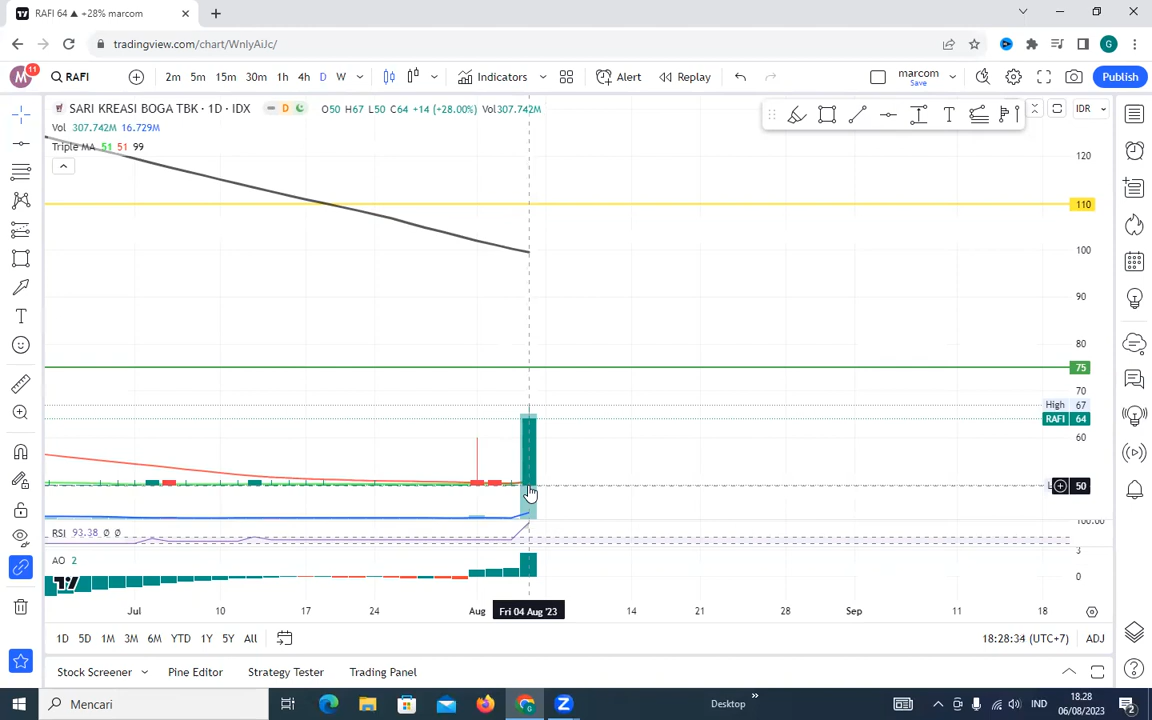 RAFI 64 ▲ +28% marcom
tradingview.com/chart/WnlyAiJc/
G
M 11 RAFI 2m 5m 15m 30m 1h 4h D W Indicators Alert Replay marcom Save Publish
SARI KREASI BOGA TBK · 1D · IDX D O50 H67 L50 C64 +14 (+28.00%) Vol307.742M
IDR
Vol 307.742M 16.729M
Triple MA 51 51 99
120
110
100
90
80
75
70
High 67
RAFI 64
60
50
100.00
RSI 93.38 Ø Ø
AO 2
3
0
Jul 10 17 24 Aug Fri 04 Aug '23 14 21 28 Sep 11 18
1D 5D 1M 3M 6M YTD 1Y 5Y All 18:28:34 (UTC+7) ADJ
Stock Screener Pine Editor Strategy Tester Trading Panel
Mencari Desktop » IND 18.28
06/08/2023
2